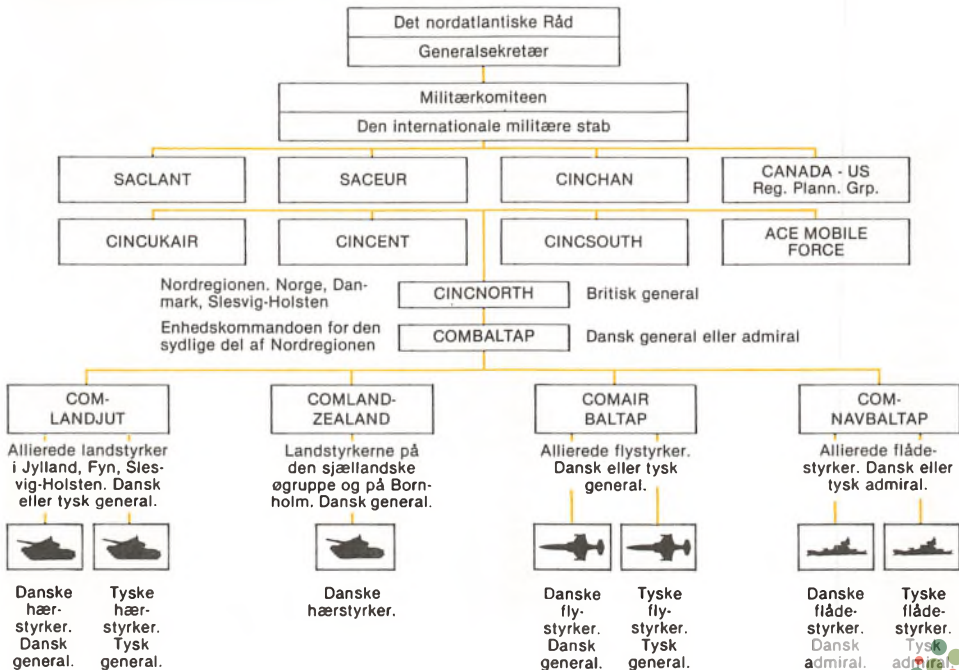 Det nordatlantiske Råd
Generalsekretær
Militærkomiteen
Den internationale militære stab
SACLANT
SACEUR
CINCHAN
CANADA - US
Reg. Plann. Grp.
CINCUKAIR
CINCENT
CINCSOUTH
ACE MOBILE
FORCE
Nordregionen. Norge, Dan-
mark, Slesvig-Holsten
CINCNORTH
Britisk general
Enhedskommandoen for den
sydlige del af Nordregionen
COMBALTAP
Dansk general eller admiral
COM-
LANDJUT
Allierede landstyrker
i Jylland, Fyn, Sles-
vig-Holsten. Dansk
eller tysk general.
COMLAND-
ZEALAND
Landstyrkerne på
den sjællandske
øgruppe og på Born-
holm. Dansk general.
COMAIR
BALTAP
Allierede flystyrker.
Dansk eller tysk
general.
COM-
NAVBALTAP
Allierede flåde-
styrker. Dansk eller
tysk admiral.
Danske
hær-
styrker.
Dansk
general.
Tyske
hær-
styrker.
Tysk
general.
Danske
hærstyrker.
Danske
fly-
styrker.
Dansk
general.
Tyske
fly-
styrker.
Tysk
general.
Danske
flåde-
styrker.
Dansk
admiral.
Tyske
flåde-
styrker.
Tysk
admiral.